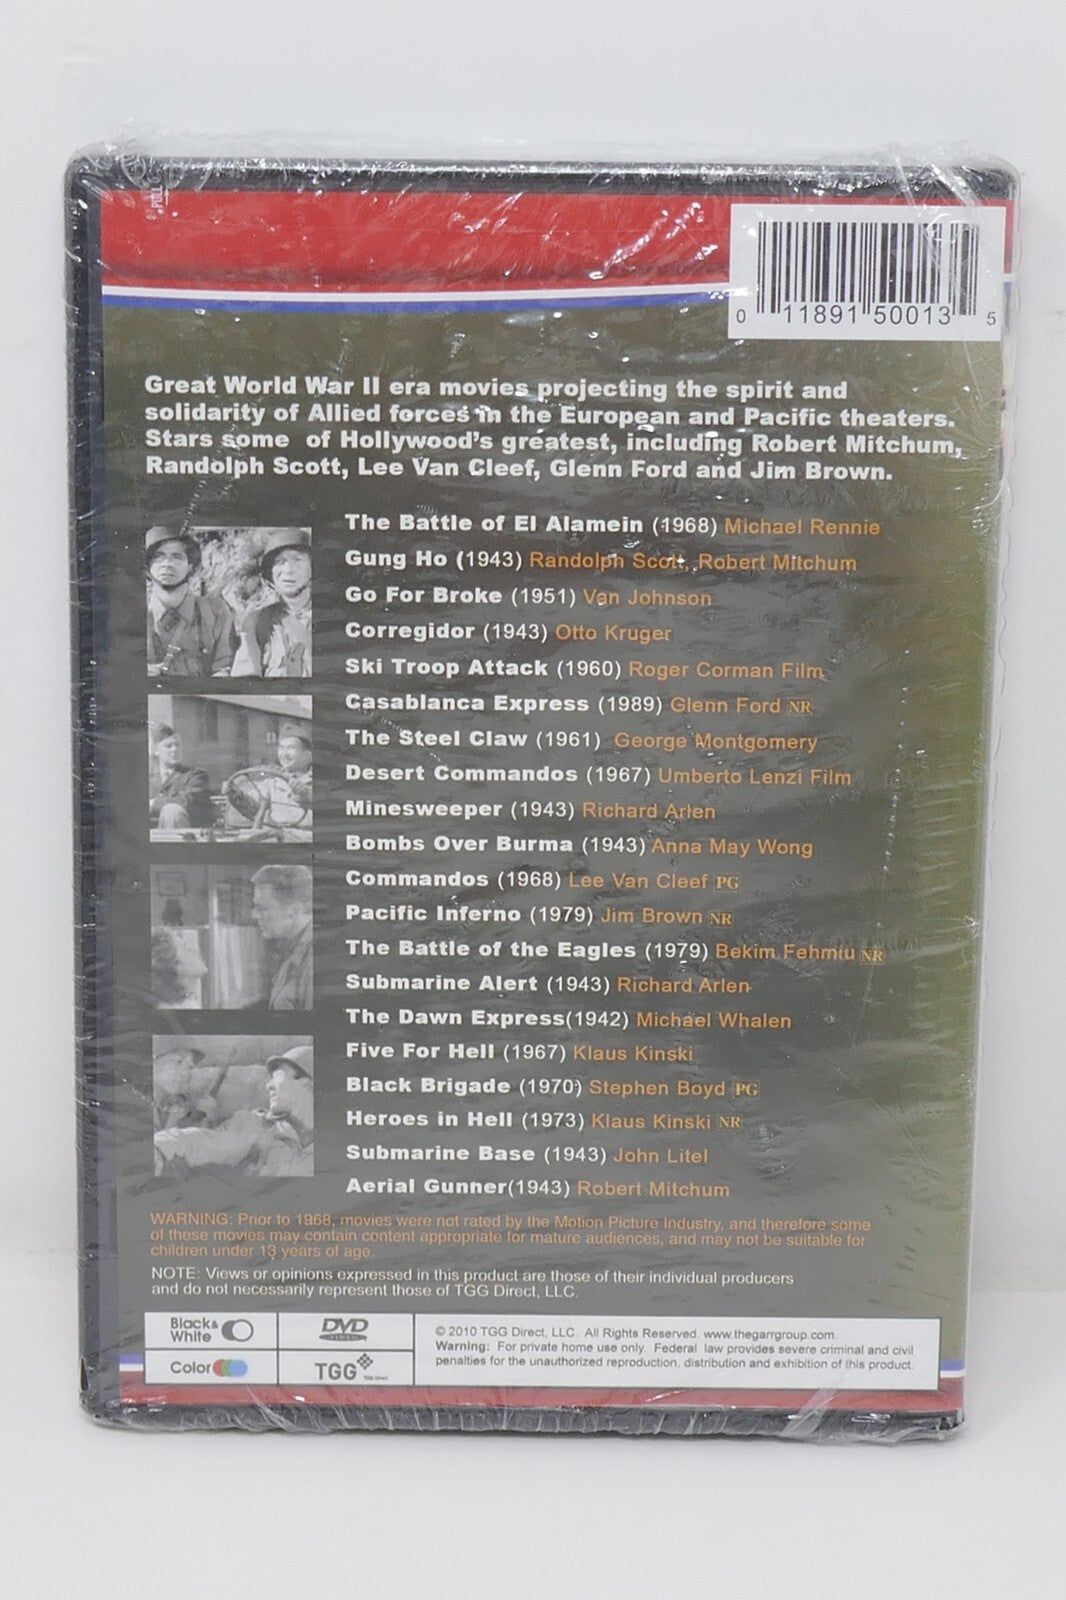 PULL
0 11891 50013 5
Great World War II era movies projecting the spirit and
solidarity of Allied forces in the European and Pacific theaters.
Stars some of Hollywood's greatest, including Robert Mitchum,
Randolph Scott, Lee Van Cleef, Glenn Ford and Jim Brown.
The Battle of El Alamein (1968) Michael Rennie
Gung Ho (1943) Randolph Scott, Robert Mitchum
Go For Broke (1951) Van Johnson
Corregidor (1943) Otto Kruger
Ski Troop Attack (1960) Roger Corman Film
Casablanca Express (1989) Glenn Ford NR
The Steel Claw (1961) George Montgomery
Desert Commandos (1967) Umberto Lenzi Film
Minesweeper (1943) Richard Arlen
Bombs Over Burma (1943) Anna May Wong
Commandos (1968) Lee Van Cleef PG
Pacific Inferno (1979) Jim Brown NR
The Battle of the Eagles (1979) Bekim Fehmiu NR
Submarine Alert (1943) Richard Arlen
The Dawn Express(1942) Michael Whalen
Five For Hell (1967) Klaus Kinski
Black Brigade (1970) Stephen Boyd PG
Heroes in Hell (1973) Klaus Kinski NR
Submarine Base (1943) John Litel
Aerial Gunner(1943) Robert Mitchum
WARNING: Prior to 1968, movies were not rated by the Motion Picture Industry, and therefore some
of these movies may contain content appropriate for mature audiences, and may not be suitable for
children under 13 years of age.
NOTE: Views or opinions expressed in this product are those of their individual producers
and do not necessarily represent those of TGG Direct, LLC.
Black &
White
DVD
VIDEO
Color
TGG
TGG Direct
© 2010 TGG Direct, LLC. All Rights Reserved. www.thegarrgroup.com.
Warning: For private home use only. Federal law provides severe criminal and civil
penalties for the unauthorized reproduction, distribution and exhibition of this product.